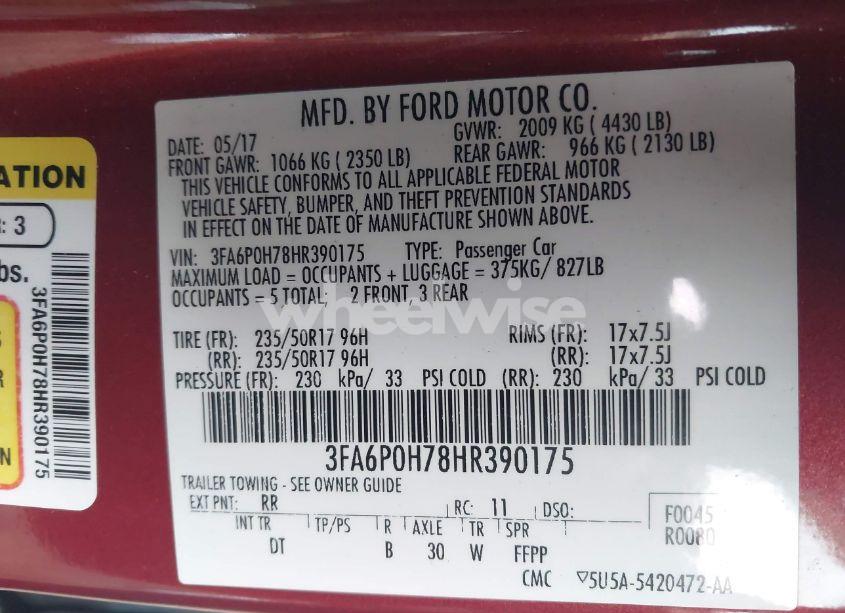 MFD. BY FORD MOTOR CO.
DATE: 05/17 GVWR: 2009 KG ( 4430 LB)
FRONT GAWR: 1066 KG ( 2350 LB) REAR GAWR: 966 KG ( 2130 LB)
THIS VEHICLE CONFORMS TO ALL APPLICABLE FEDERAL MOTOR
VEHICLE SAFETY, BUMPER, AND THEFT PREVENTION STANDARDS
IN EFFECT ON THE DATE OF MANUFACTURE SHOWN ABOVE.
VIN: 3FA6P0H78HR390175 TYPE: Passenger Car
MAXIMUM LOAD = OCCUPANTS + LUGGAGE = 375KG/ 827LB
OCCUPANTS = 5 TOTAL; 2 FRONT, 3 REAR
TIRE (FR): 235/50R17 96H RIMS (FR): 17x7.5J
(RR): 235/50R17 96H (RR): 17x7.5J
PRESSURE (FR): 230 kPa/ 33 PSI COLD (RR): 230 kPa/ 33 PSI COLD
3FA6P0H78HR390175
TRAILER TOWING - SEE OWNER GUIDE
EXT PNT: RR RC: 11 DSO: F0045
INT TR TP/PS R AXLE TR SPR R0080
DT B 30 W FFPP
CMC ▽5U5A-5420472-AA
ATION
: 3
bs.
3FA6P0H78HR390175
S
R
N
wheelwise